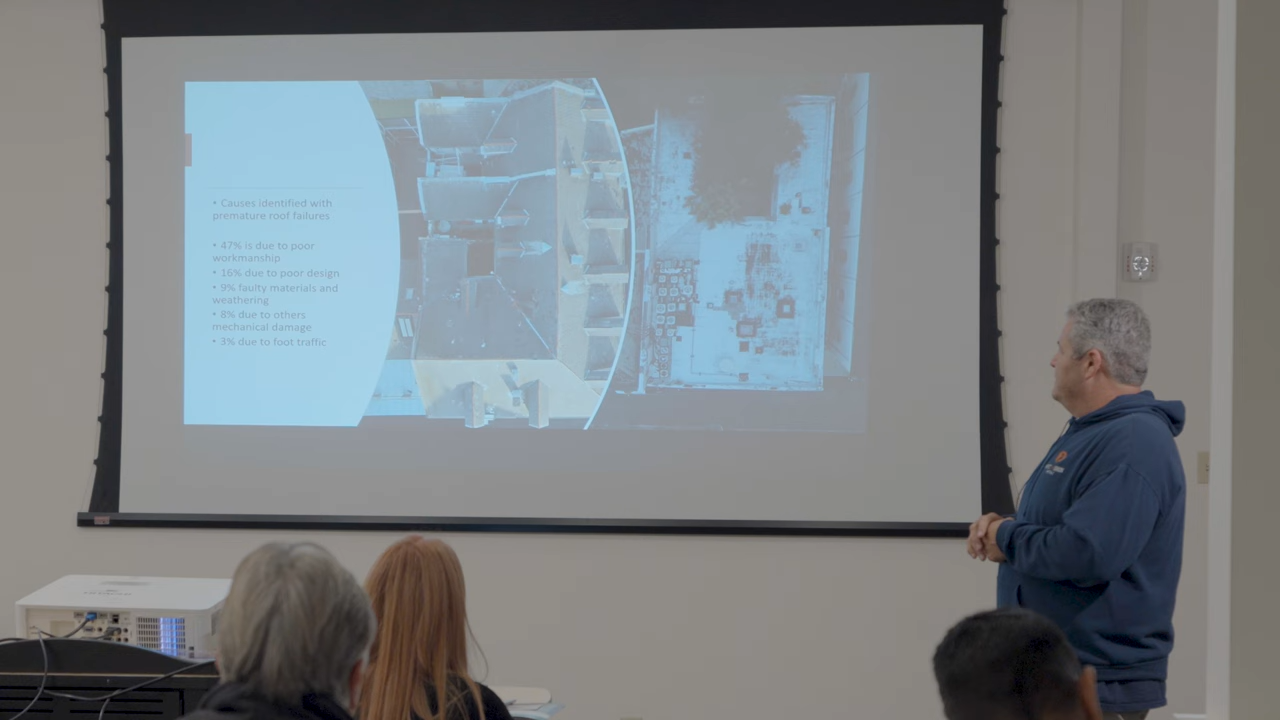 • Causes identified with
premature roof failures
• 47% is due to poor
workmanship
• 16% due to poor design
• 9% faulty materials and
weathering
• 8% due to others
mechanical damage
• 3% due to foot traffic